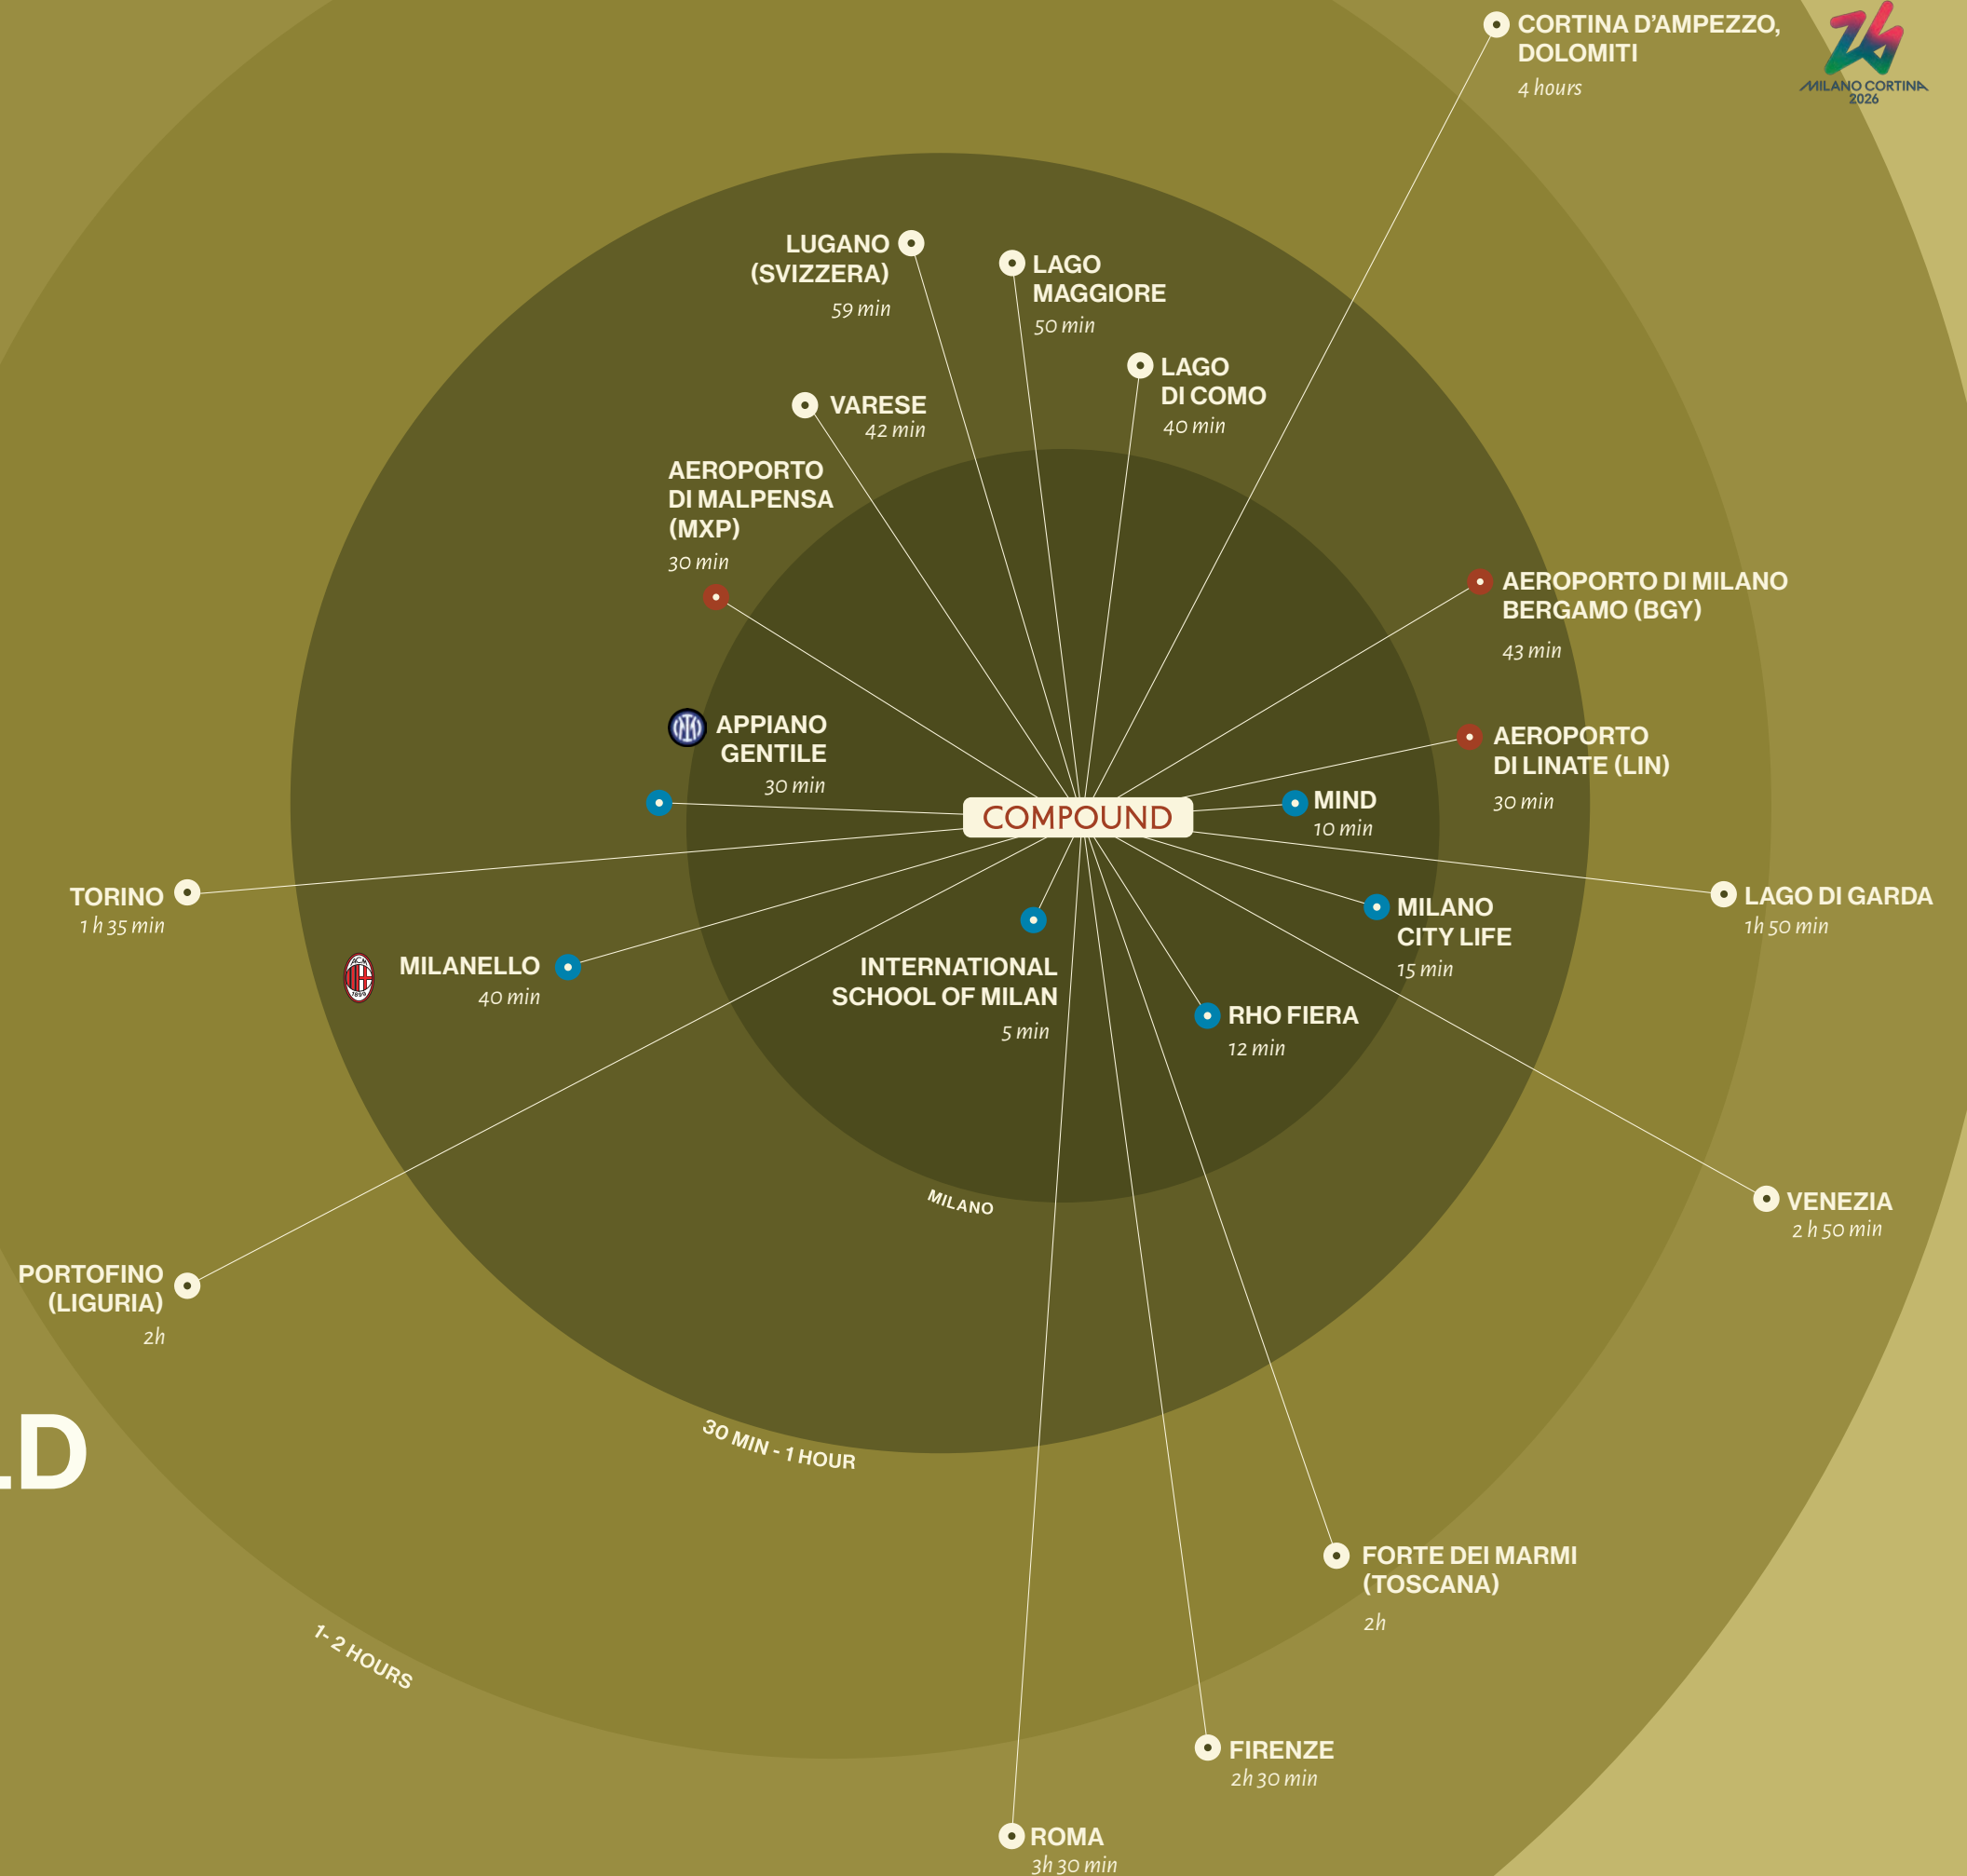 CORTINA D'AMPEZZO,
DOLOMITI
4 hours
MILANO CORTINA
2026
LUGANO
(SVIZZERA)
59 min
LAGO
MAGGIORE
50 min
LAGO
DI COMO
40 min
VARESE
42 min
AEROPORTO
DI MALPENSA
(MXP)
30 min
AEROPORTO DI MILANO
BERGAMO (BGY)
43 min
APPIANO
GENTILE
30 min
AEROPORTO
DI LINATE (LIN)
30 min
COMPOUND
MIND
10 min
TORINO
1 h 35 min
LAGO DI GARDA
1h 50 min
MILANO
CITY LIFE
15 min
ACM
1899
MILANELLO
40 min
INTERNATIONAL
SCHOOL OF MILAN
5 min
RHO FIERA
12 min
MILANO
VENEZIA
2 h 50 min
PORTOFINO
(LIGURIA)
2h
LD
30 MIN - 1 HOUR
FORTE DEI MARMI
(TOSCANA)
2h
1- 2 HOURS
FIRENZE
2h 30 min
ROMA
3h 30 min